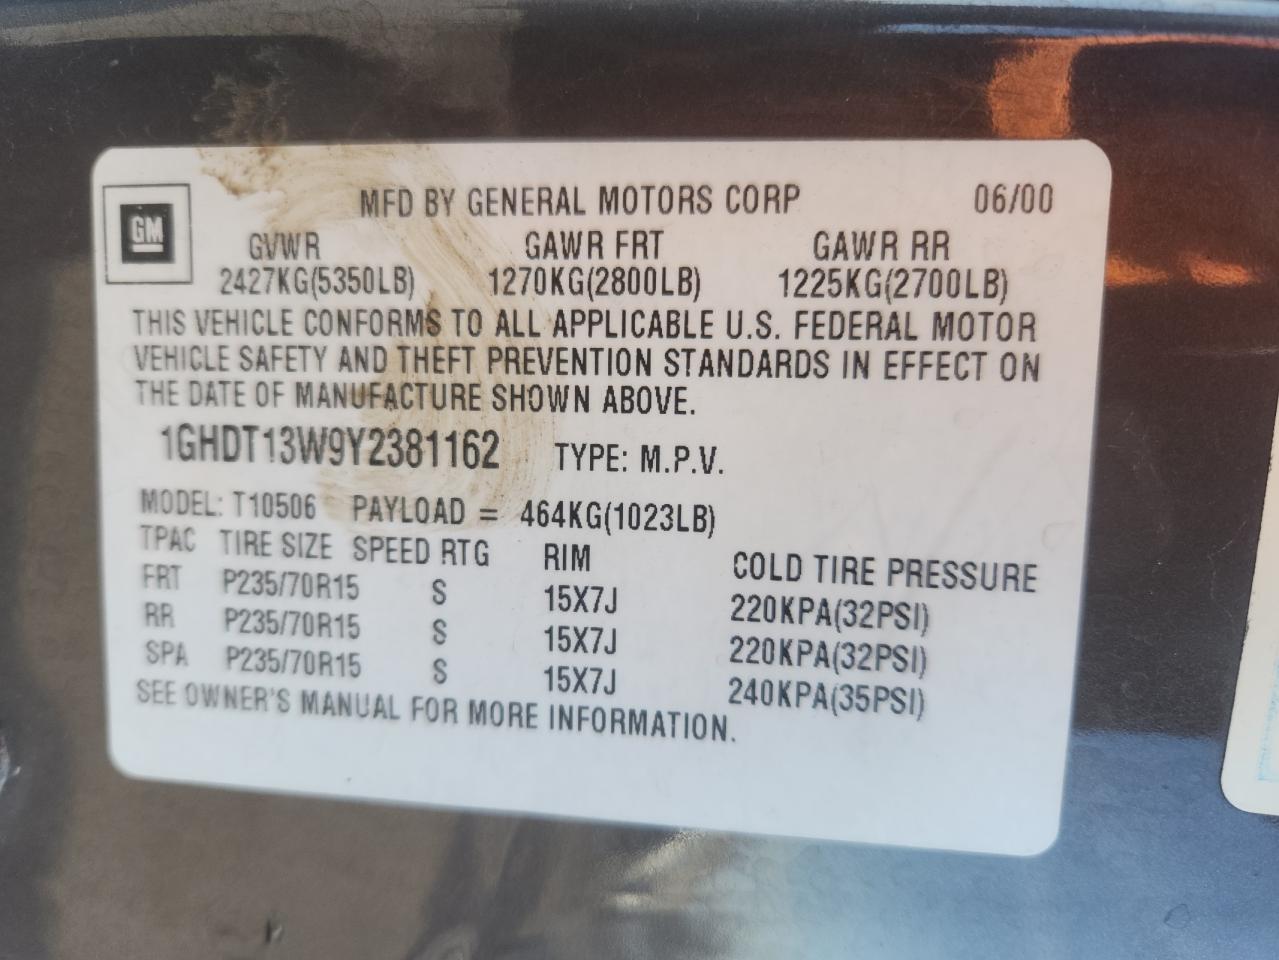 MFD BY GENERAL MOTORS CORP 06/00
GM
GVWR GAWR FRT GAWR RR
2427KG(5350LB) 1270KG(2800LB) 1225KG(2700LB)
THIS VEHICLE CONFORMS TO ALL APPLICABLE U.S. FEDERAL MOTOR
VEHICLE SAFETY AND THEFT PREVENTION STANDARDS IN EFFECT ON
THE DATE OF MANUFACTURE SHOWN ABOVE.
1GHDT13W9Y2381162 TYPE: M.P.V.
MODEL: T10506 PAYLOAD = 464KG(1023LB)
TPAC TIRE SIZE SPEED RTG RIM COLD TIRE PRESSURE
FRT P235/70R15 S 15X7J 220KPA(32PSI)
RR P235/70R15 S 15X7J 220KPA(32PSI)
SPA P235/70R15 S 15X7J 240KPA(35PSI)
SEE OWNER'S MANUAL FOR MORE INFORMATION.